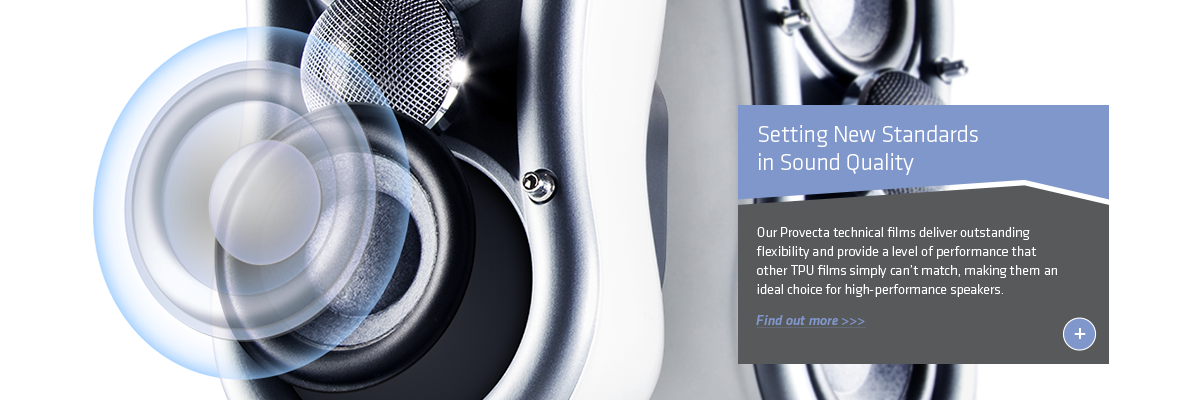 Setting New Standards
in Sound Quality
Our Provecta technical films deliver outstanding
flexibility and provide a level of performance that
other TPU films simply can't match, making them an
ideal choice for high-performance speakers.
Find out more >>>
+